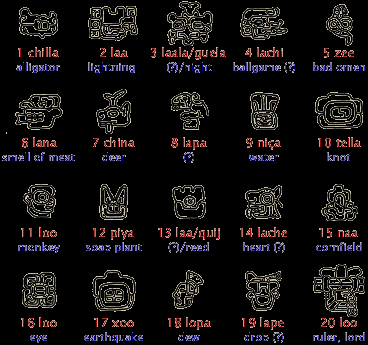 1 chilla 2 laa 3 laala/guela 4 lachi 5 zee
alligator lightning (?)/night ballgame (?) bad omen
6 lana 7 china 8 lapa 9 niça 10 tella
smell of meat deer (?) water knot
11 loo 12 piya 13 laa/quij 14 lache 15 naa
monkey soap plant (?)/reed heart (?) cornfield
16 loo 17 xoo 18 lopa 19 lape 20 loo
eye earthquake dew drop (?) ruler, lord